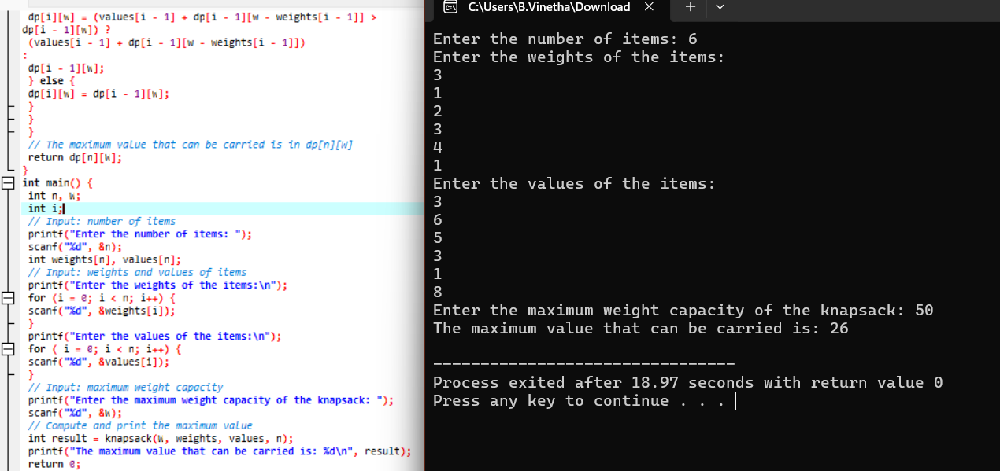 dp[i][w] = (values[i - 1] + dp[i - 1][w - weights[i - 1]] >
dp[i - 1][w]) ?
(values[i - 1] + dp[i - 1][w - weights[i - 1]])
:
dp[i - 1][w];
} else {
dp[i][w] = dp[i - 1][w];
}
}
}
// The maximum value that can be carried is in dp[n][W]
return dp[n][W];
}
int main() {
int n, W;
int i;
// Input: number of items
printf("Enter the number of items: ");
scanf("%d", &n);
int weights[n], values[n];
// Input: weights and values of items
printf("Enter the weights of the items:\n");
for (i = 0; i < n; i++) {
scanf("%d", &weights[i]);
}
printf("Enter the values of the items:\n");
for ( i = 0; i < n; i++) {
scanf("%d", &values[i]);
}
// Input: maximum weight capacity
printf("Enter the maximum weight capacity of the knapsack: ");
scanf("%d", &W);
// Compute and print the maximum value
int result = knapsack(W, weights, values, n);
printf("The maximum value that can be carried is: %d\n", result);
return 0;
C:\Users\B.Vinetha\Download
Enter the number of items: 6
Enter the weights of the items:
3
1
2
3
4
1
Enter the values of the items:
3
6
5
3
1
8
Enter the maximum weight capacity of the knapsack: 50
The maximum value that can be carried is: 26
--------------------------------
Process exited after 18.97 seconds with return value 0
Press any key to continue . . .